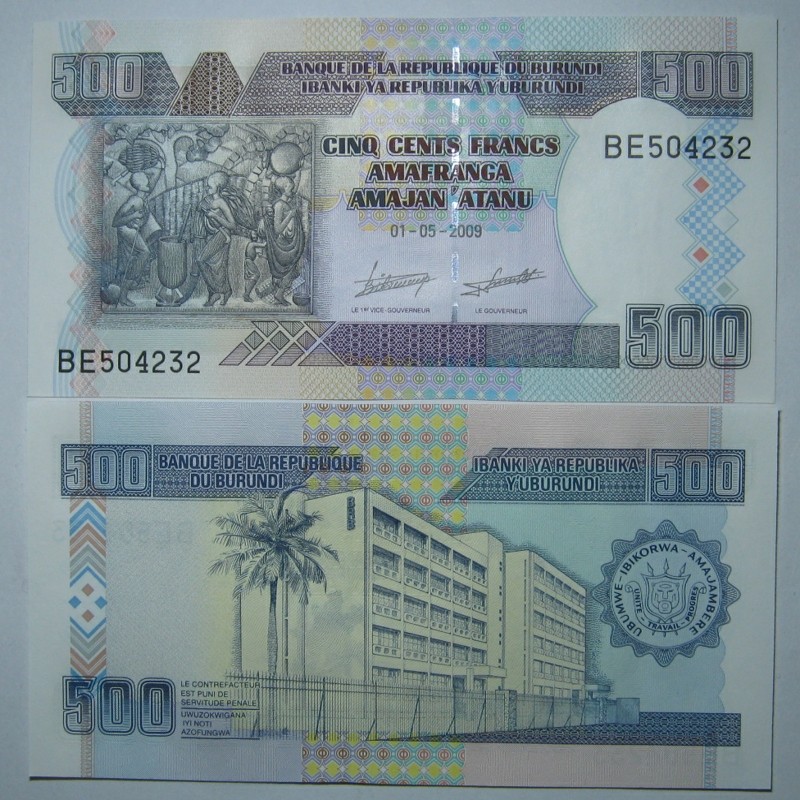 500
BANQUE DE LA REPUBLIQUE DU BURUNDI
IBANKI YA REPUBLIKA Y'UBURUNDI
500
CINQ CENTS FRANCS
AMAFRANGA
AMAJAN 'ATANU
BE504232
01-05-2009
LE 1ER VICE-GOUVERNEUR
LE GOUVERNEUR
BE504232
500
500
BANQUE DE LA REPUBLIQUE
DU BURUNDI
IBANKI YA REPUBLIKA
Y'UBURUNDI
500
UBUMWE-IBIKORWA-AMAJAMBERE
UNITE TRAVAIL PROGRES
500
LE CONTREFACTEUR
EST PUNI DE
SERVITUDE PENALE
UWUZOKWIGANA
IYI NOTI
AZOFUNGWA